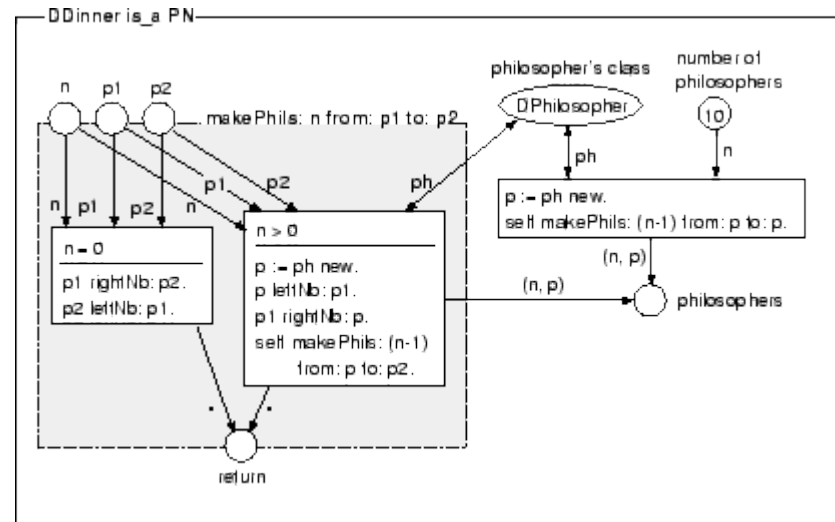 DDinner is_a PN
n
p1
p2
makePhils: n from: p1 to: p2
philosopher's class
DPhilosopher
number of
philosophers
10
n
p1
p2
n
p1
p2
n
ph
ph
n
n = 0
p1 rightNb: p2.
p2 leftNb: p1.
n > 0
p := ph new.
p leftNb: p1.
p1 rightNb: p.
self makePhils: (n-1)
from: p to: p2.
p := ph new.
self makePhils: (n-1) from: p to: p.
(n, p)
(n, p)
philosophers
return